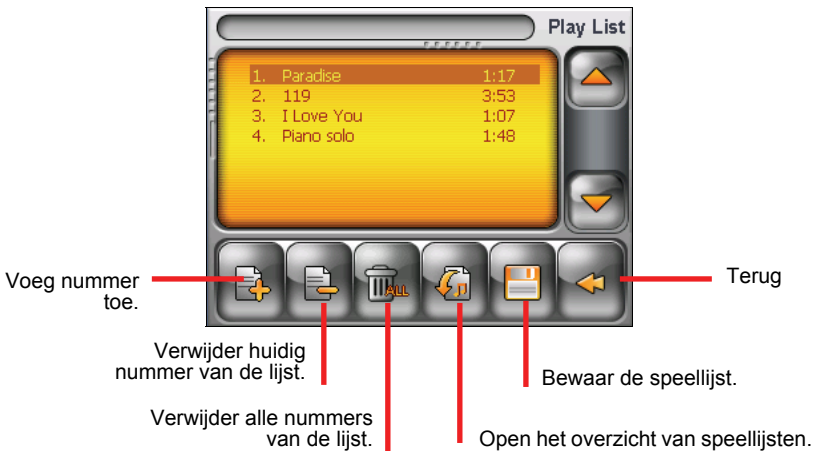 Play List
1. Paradise 1:17
2. 119 3:53
3. I Love You 1:07
4. Piano solo 1:48
ALL
Voeg nummer
toe.
Terug
Verwijder huidig
nummer van de lijst.
Bewaar de speellijst.
Verwijder alle nummers
van de lijst.
Open het overzicht van speellijsten.